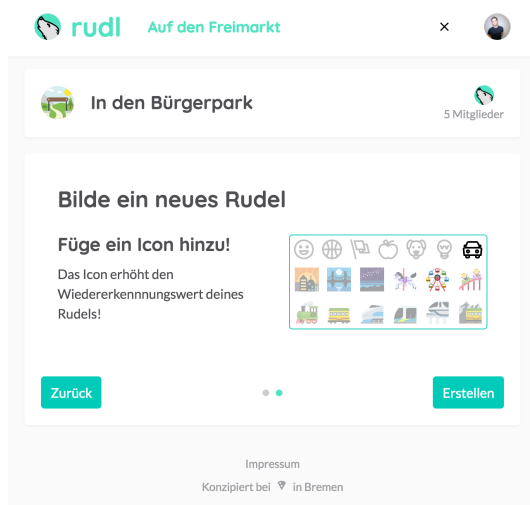 rudl
Auf den Freimarkt
In den Bürgerpark
5 Mitglieder
Bilde ein neues Rudel
Füge ein Icon hinzu!
Das Icon erhöht den
Wiedererkennnungswert deines
Rudels!
Zurück
Erstellen
Impressum
Konzipiert bei in Bremen